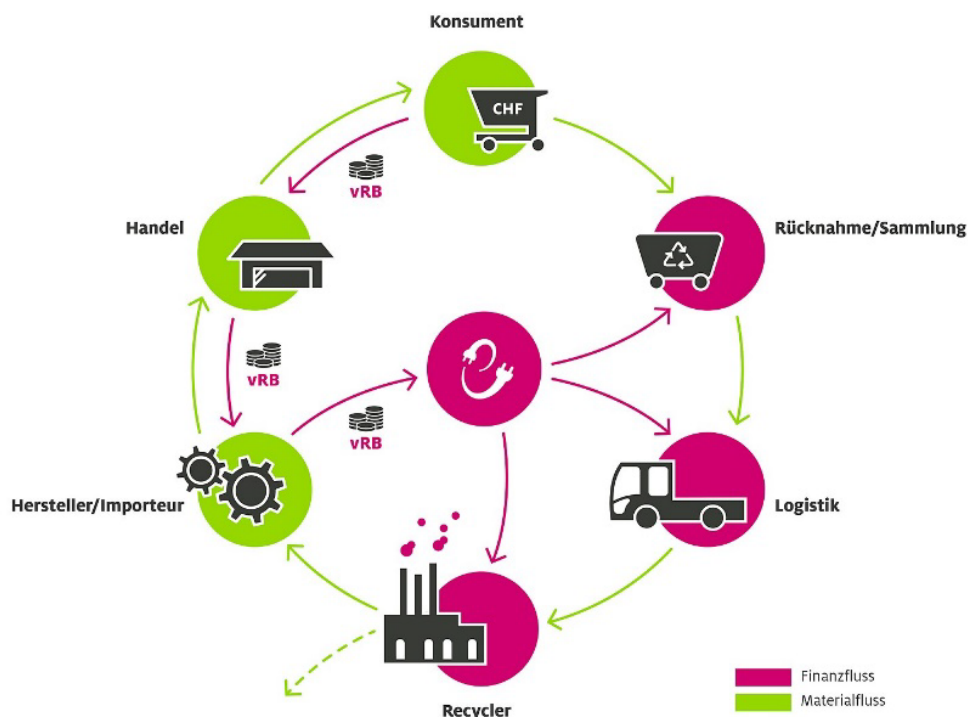 Konsument
CHF
vRB
Handel
Rücknahme/Sammlung
vRB
vRB
Hersteller/Importeur
Logistik
Recycler
Finanzfluss
Materialfluss